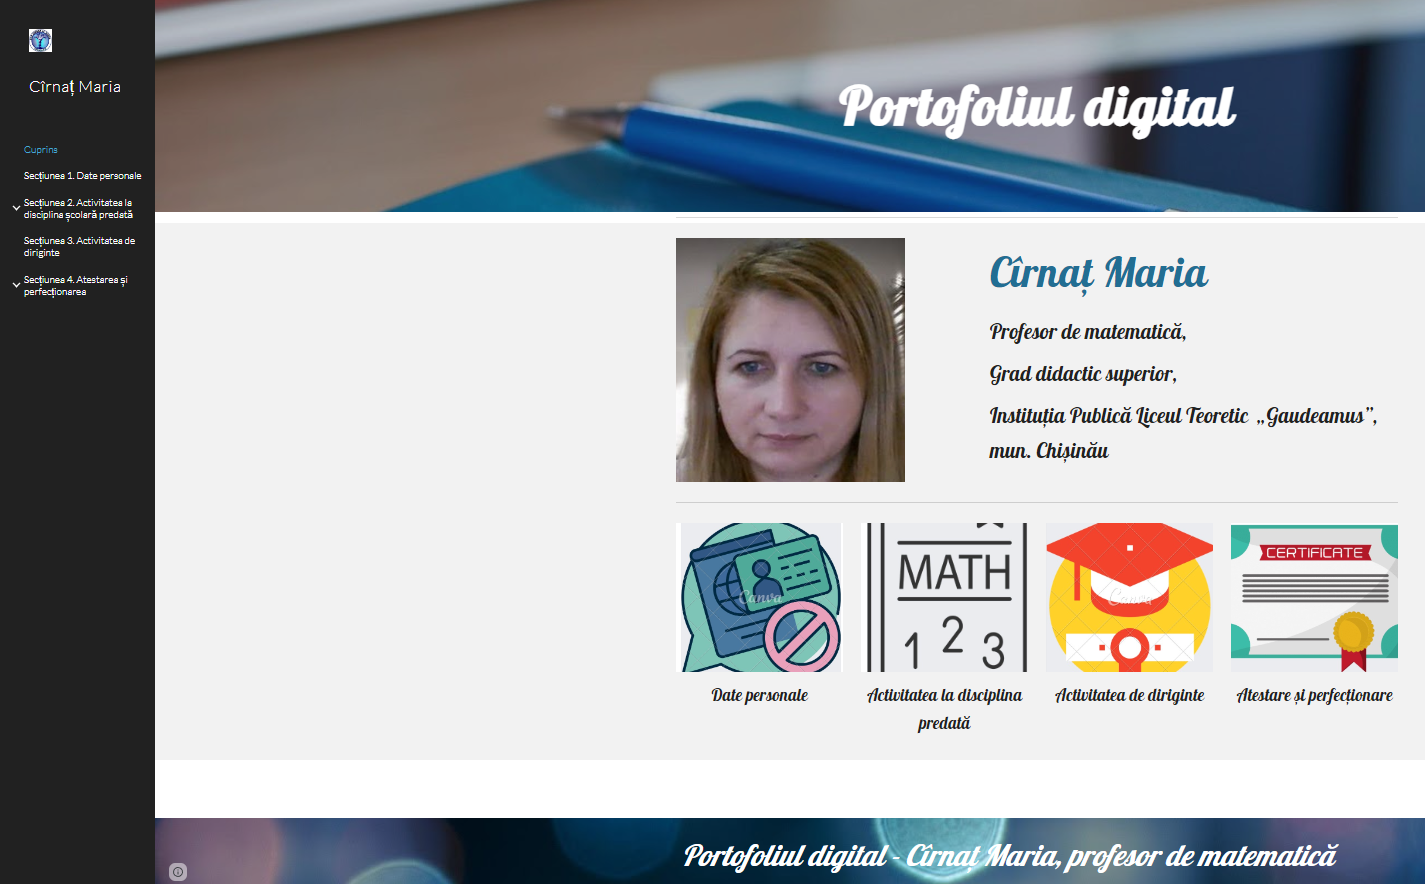 Cîrnaț Maria
Cuprins
Secțiunea 1. Date personale
Secțiunea 2. Activitatea la
disciplina școlară predată
Secțiunea 3. Activitatea de
diriginte
Secțiunea 4. Atestarea și
perfecționarea
Portofoliul digital
Cîrnaț Maria
Profesor de matematică,
Grad didactic superior,
Instituția Publică Liceul Teoretic „Gaudeamus”,
mun. Chișinău
Canva
MATH
1 2 3
Canva
CERTIFICATE
Date personale
Activitatea la disciplina
predată
Activitatea de diriginte
Atestare și perfecționare
Portofoliul digital - Cîrnaț Maria, profesor de matematică